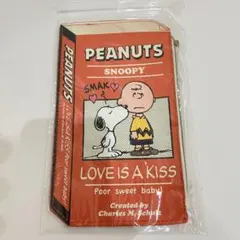 PEANUTS
SNOOPY
SMAK
LOVE IS A KISS
(Poor sweet baby)
Created by
Charles M. Schulz
PEANUTS